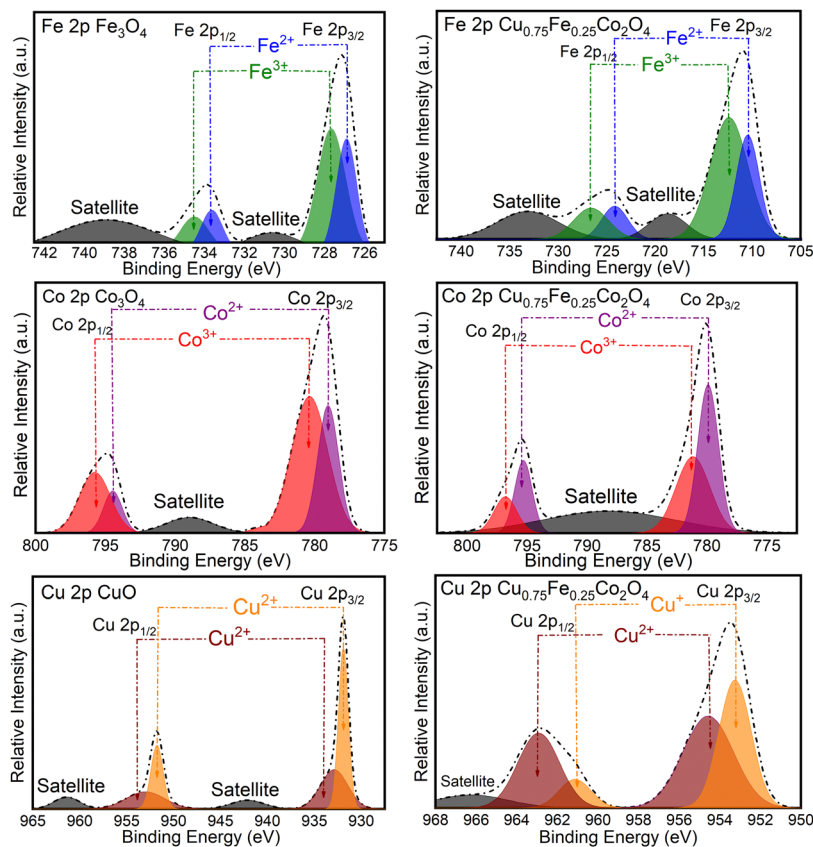 Fe 2p Fe₃O₄
Fe 2p₁/₂
Fe 2p₃/₂
Fe²⁺
Fe³⁺
Satellite
Satellite
Relative Intensity (a.u.)
742 740 738 736 734 732 730 728 726
Binding Energy (eV)
Fe 2p Cu₀.₇₅Fe₀.₂₅Co₂O₄
Fe 2p₁/₂
Fe 2p₃/₂
Fe²⁺
Fe³⁺
Satellite
Satellite
Relative Intensity (a.u.)
740 735 730 725 720 715 710 705
Binding Energy (eV)
Co 2p Co₃O₄
Co 2p₁/₂
Co 2p₃/₂
Co²⁺
Co³⁺
Satellite
Relative Intensity (a.u.)
800 795 790 785 780 775
Binding Energy (eV)
Co 2p Cu₀.₇₅Fe₀.₂₅Co₂O₄
Co 2p₁/₂
Co 2p₃/₂
Co²⁺
Co³⁺
Satellite
Relative Intensity (a.u.)
800 795 790 785 780 775
Binding Energy (eV)
Cu 2p CuO
Cu 2p₁/₂
Cu 2p₃/₂
Cu²⁺
Cu²⁺
Satellite
Satellite
Relative Intensity (a.u.)
965 960 955 950 945 940 935 930
Binding Energy (eV)
Cu 2p Cu₀.₇₅Fe₀.₂₅Co₂O₄
Cu 2p₁/₂
Cu 2p₃/₂
Cu⁺
Cu²⁺
Satellite
Relative Intensity (a.u.)
968 966 964 962 960 958 956 954 952 950
Binding Energy (eV)